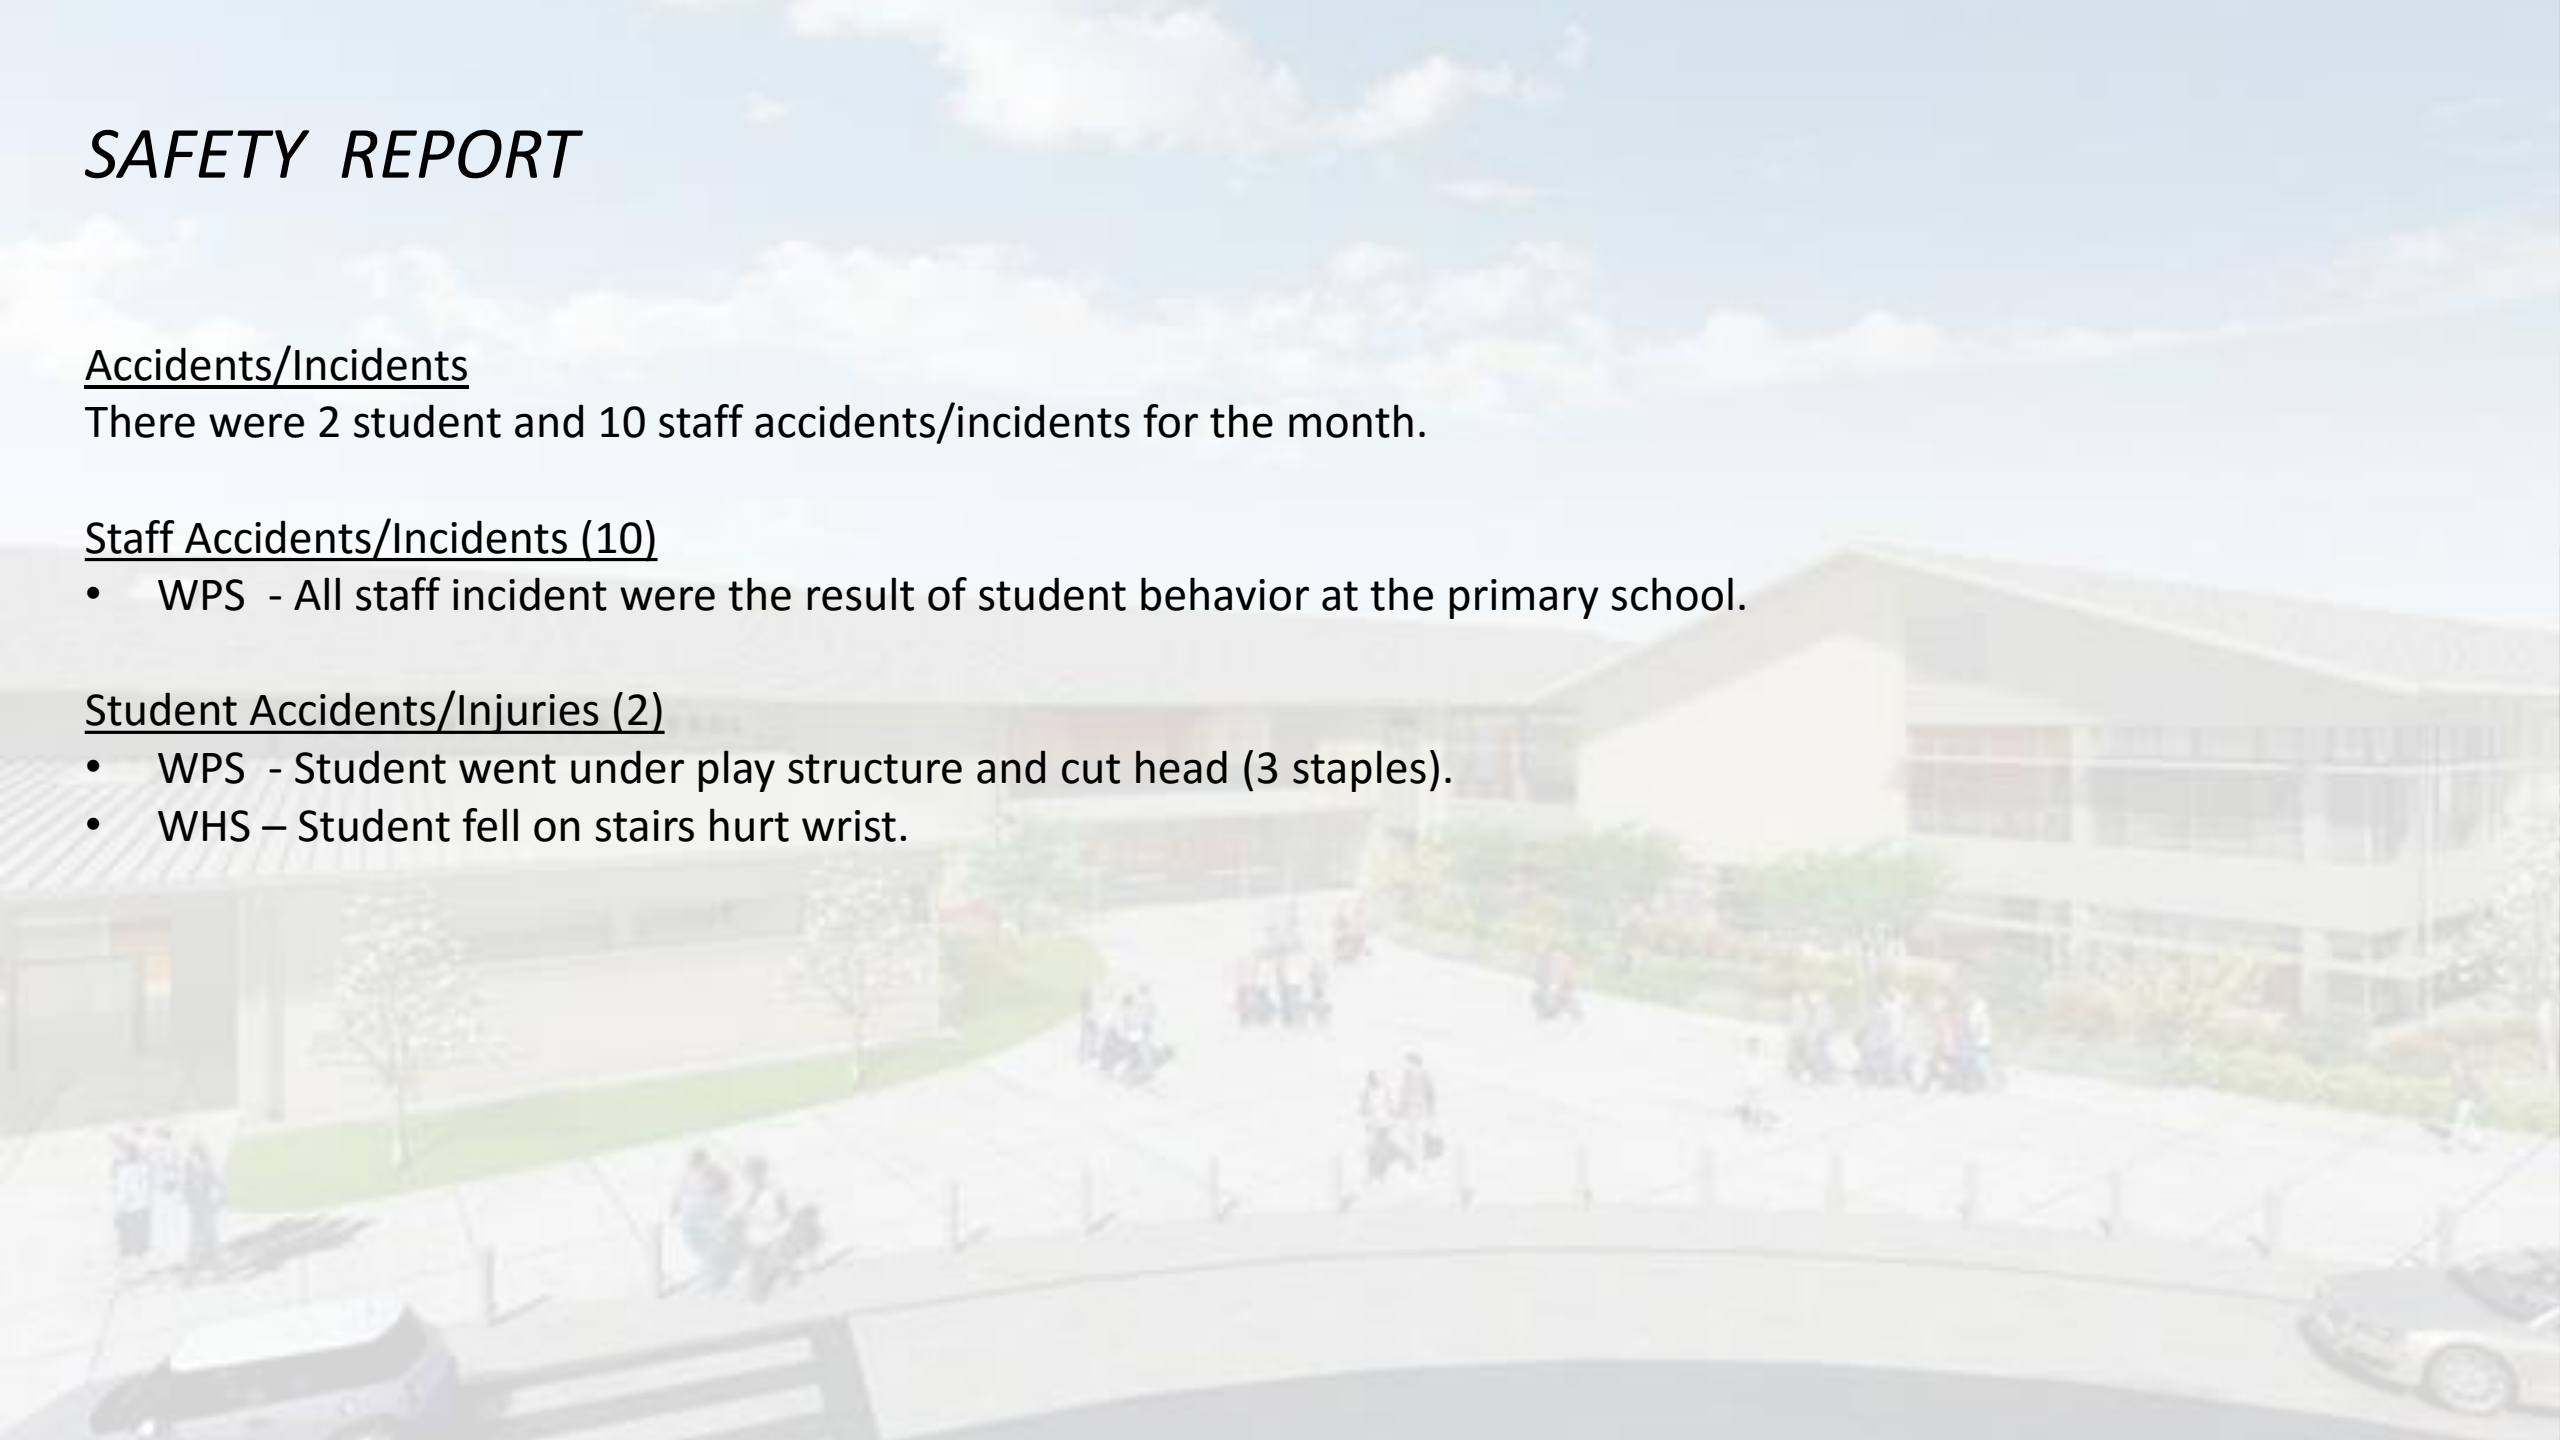 SAFETY  REPORT
Accidents/Incidents
There were 2 student and 10 staff accidents/incidents for the month.
Staff Accidents/Incidents (10)
• WPS  - All staff incident were the result of student behavior at the primary school.
Student Accidents/Injuries (2)
• WPS  - Student went under play structure and cut head (3 staples).
• WHS – Student fell on stairs hurt wrist.